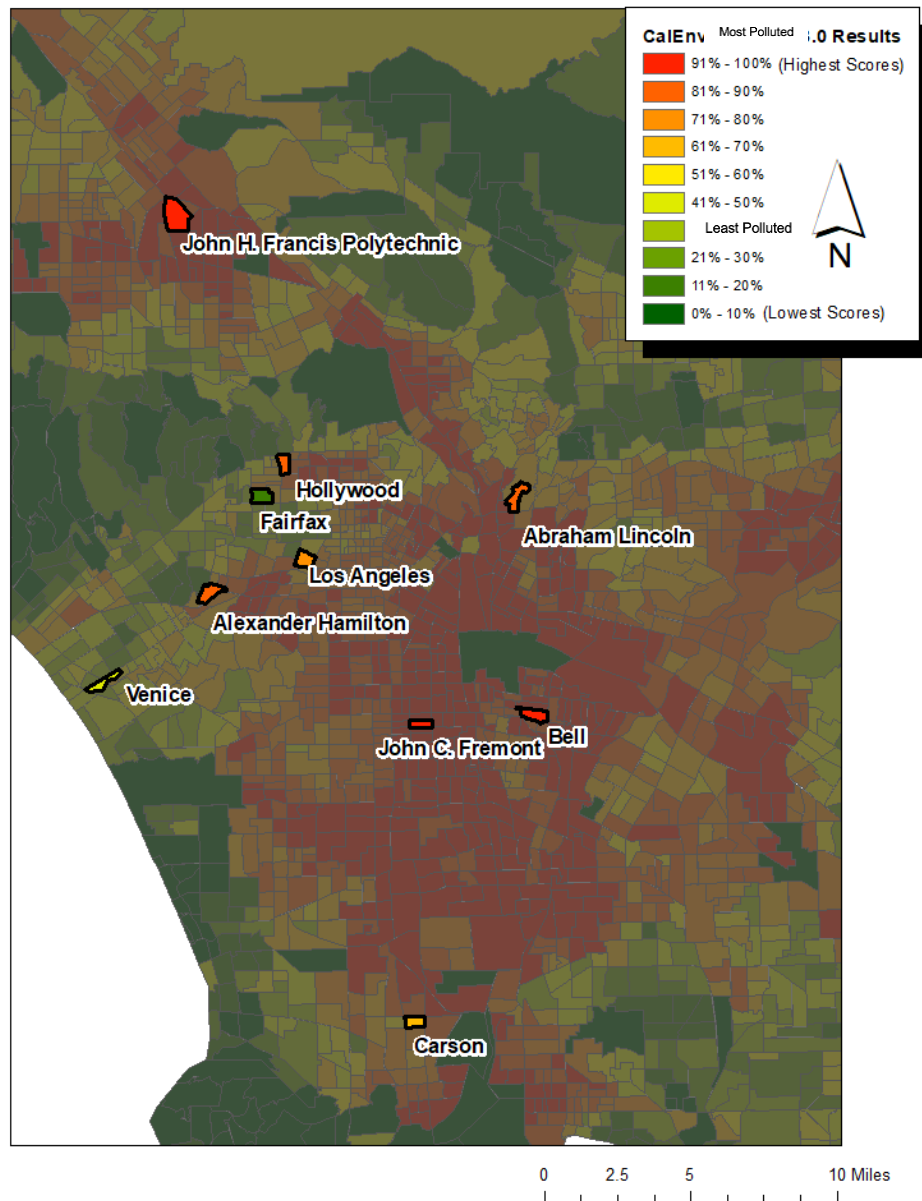 CalEnv Most Polluted 3.0 Results
91% - 100% (Highest Scores)
81% - 90%
71% - 80%
61% - 70%
51% - 60%
41% - 50%
Least Polluted
21% - 30%
11% - 20%
0% - 10% (Lowest Scores)
N
John H. Francis Polytechnic
Hollywood
Fairfax
Abraham Lincoln
Los Angeles
Alexander Hamilton
Venice
John C. Fremont
Bell
Carson
0 2.5 5 10 Miles